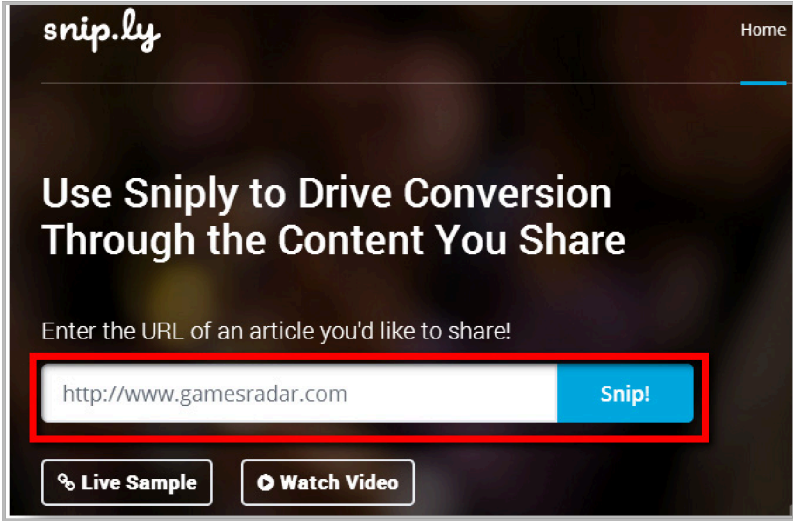 snip.ly
Home
Use Sniply to Drive Conversion
Through the Content You Share
Enter the URL of an article you'd like to share!
http://www.gamesradar.com
Snip!
Live Sample
Watch Video